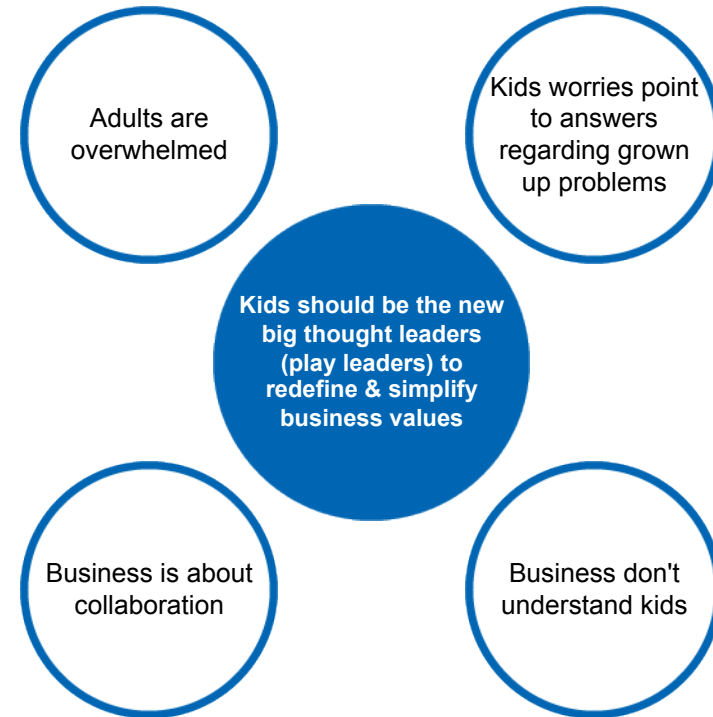 Adults are
overwhelmed
Kids worries point
to answers
regarding grown
up problems
Kids should be the new
big thought leaders
(play leaders) to
redefine & simplify
business values
Business is about
collaboration
Business don't
understand kids